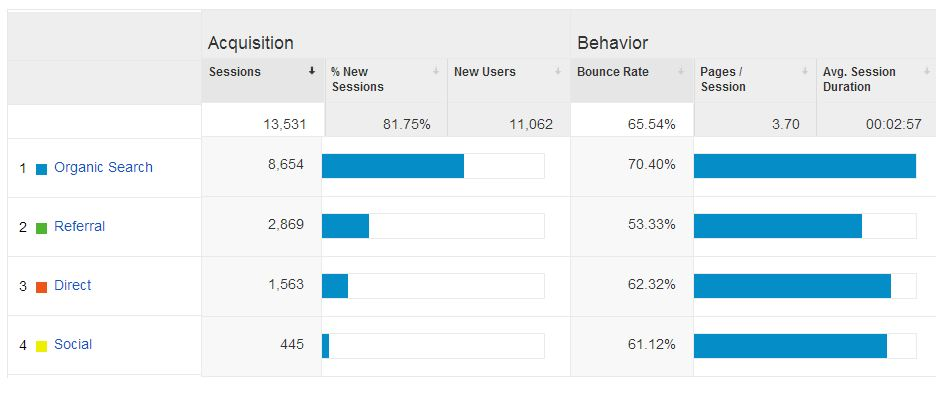 Acquisition Behavior
Sessions % New Sessions New Users Bounce Rate Pages / Session Avg. Session Duration
13,531 81.75% 11,062 65.54% 3.70 00:02:57
1 Organic Search 8,654 70.40%
2 Referral 2,869 53.33%
3 Direct 1,563 62.32%
4 Social 445 61.12%